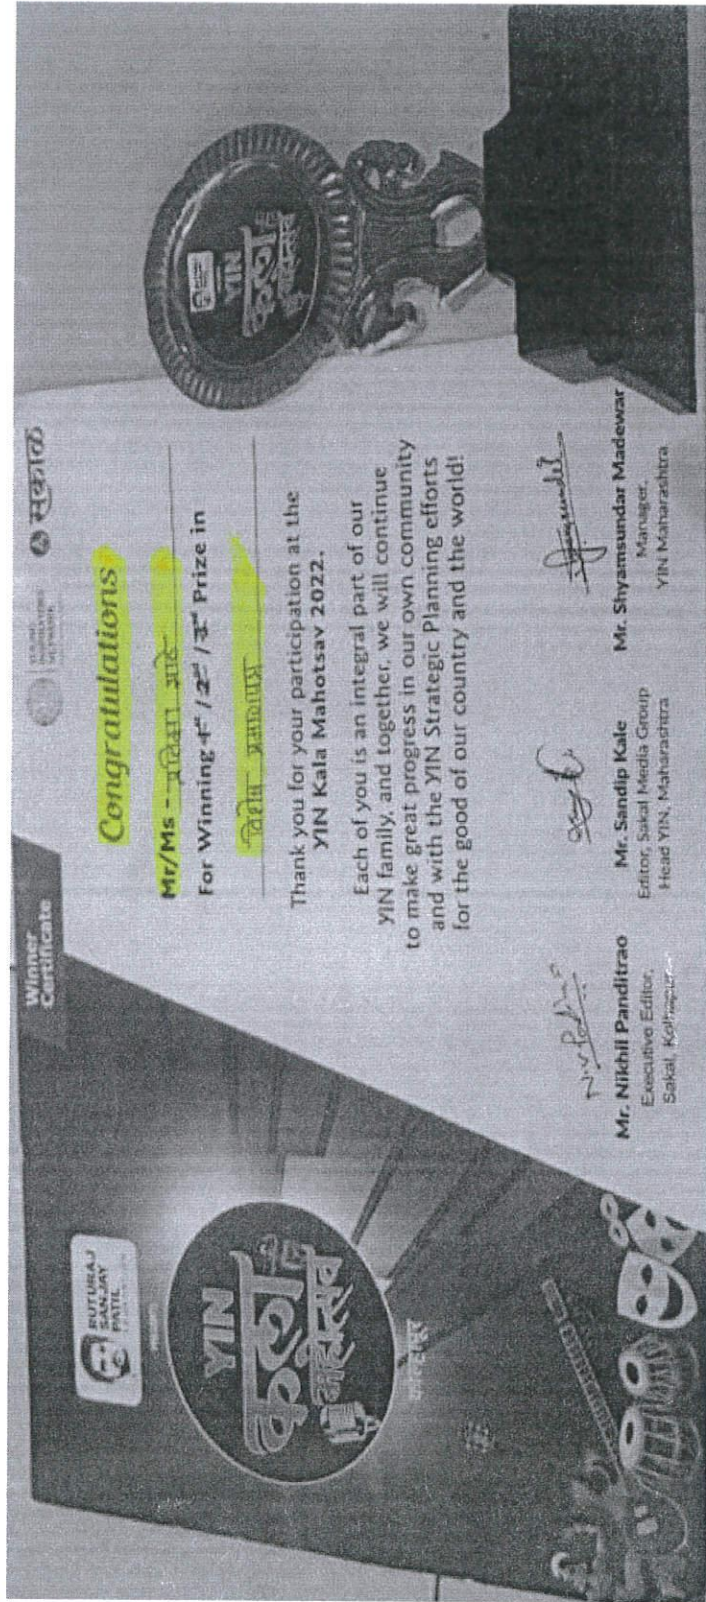 RUTURAJ
SANJAY
PATIL
YIN
कला
महोत्सव
कोल्हापूर
Winner
Certificate
YOUNG
INSPIRATORS
NETWORK
सकाळ
Congratulations
Mr/Ms -
For Winning 1st / 2nd / 3rd Prize in
विशेष प्रमाणपत्र
Thank you for your participation at the
YIN Kala Mahotsav 2022.
Each of you is an integral part of our
YIN family, and together, we will continue
to make great progress in our own community
and with the YIN Strategic Planning efforts
for the good of our country and the world!
Mr. Nikhil Panditrao
Executive Editor,
Sakal, Kolhapur
Mr. Sandip Kale
Editor, Sakal Media Group
Head YIN, Maharashtra
Mr. Shyamsundar Madewar
Manager,
YIN Maharashtra
YIN
कला
महोत्सव